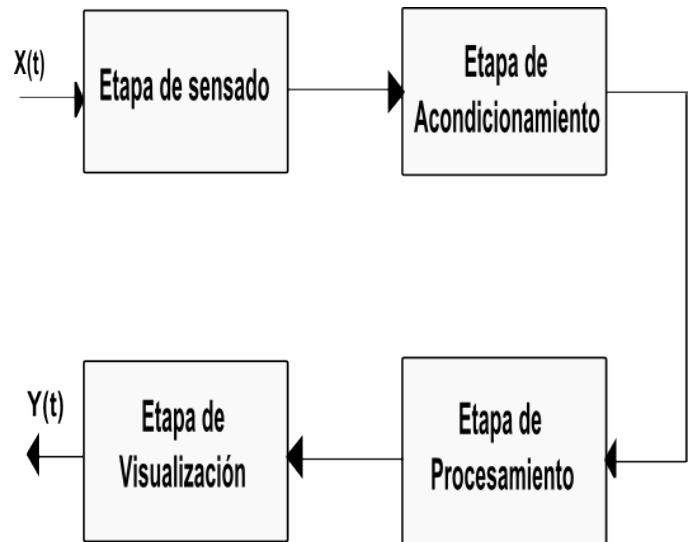 X(t)
Etapa de sensado
Etapa de
Acondicionamiento
Y(t)
Etapa de
Visualización
Etapa de
Procesamiento